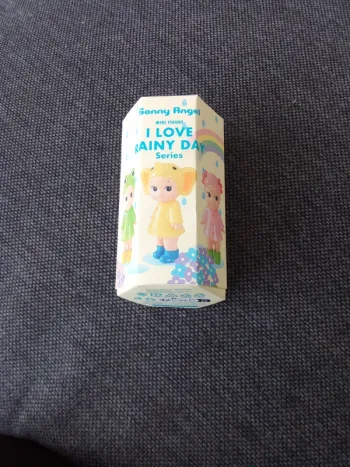 Sonny Angel
MINI FIGURE
I LOVE
RAINY DAY
Series